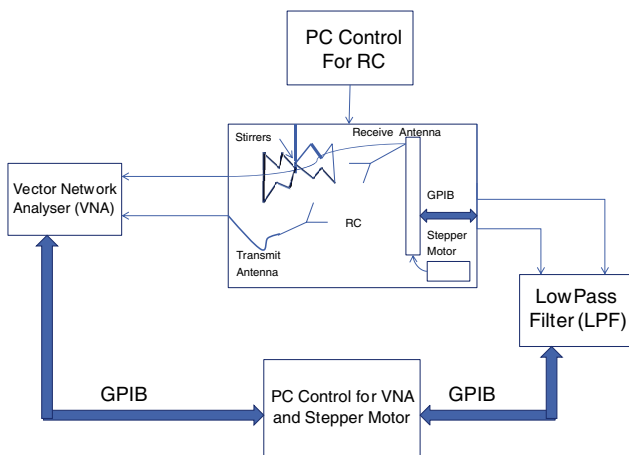 PC Control
For RC
Receive Antenna
Stirrers
Vector Network
Analyser (VNA)
GPIB
RC
Stepper
Motor
Transmit
Antenna
Low Pass
Filter (LPF)
GPIB
PC Control for VNA
and Stepper Motor
GPIB